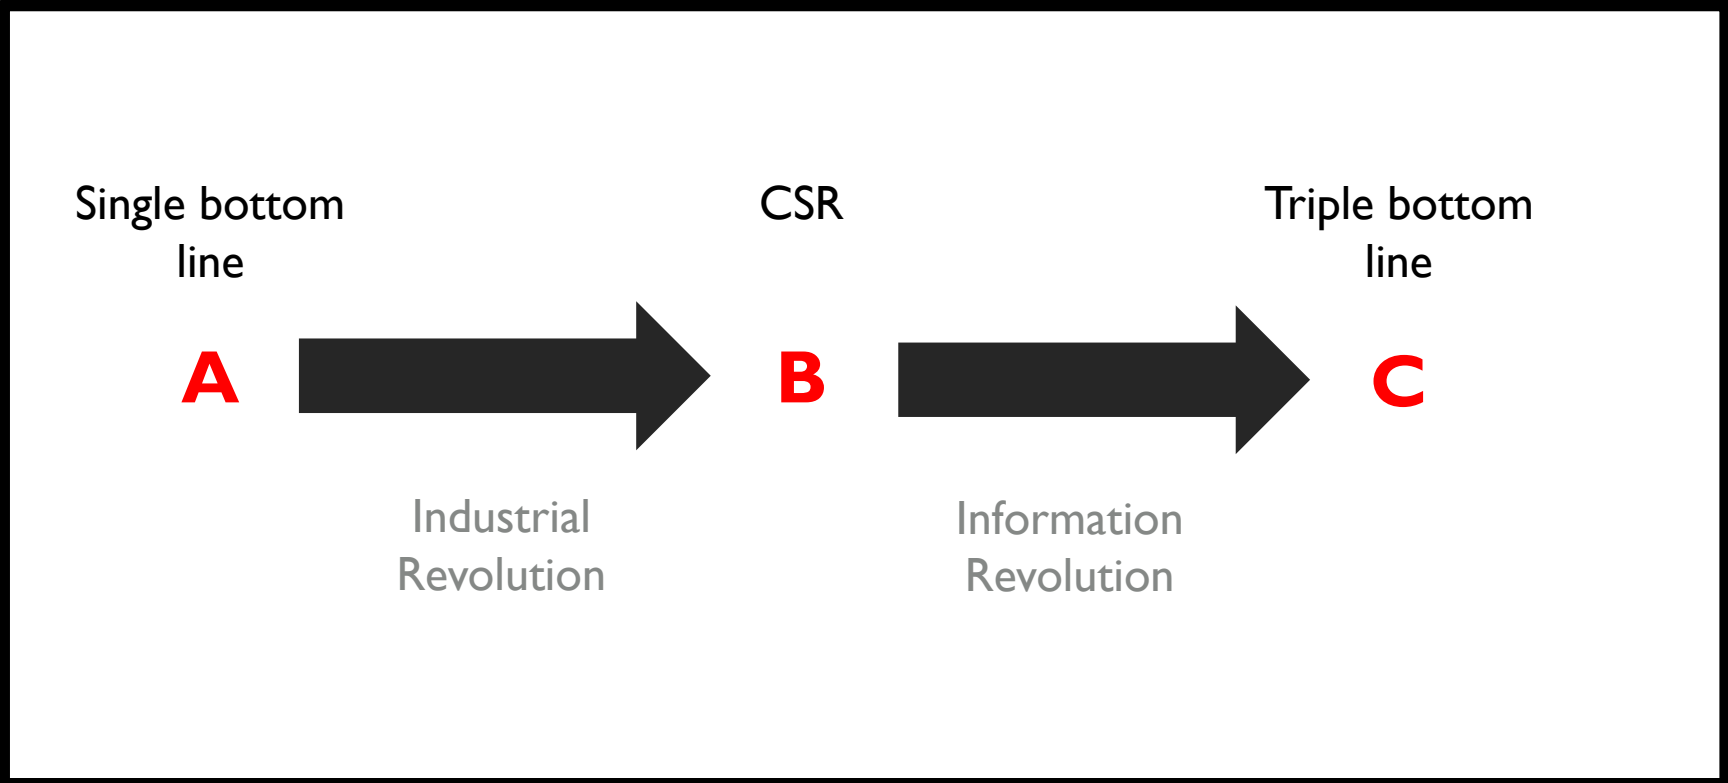 Single bottom
line
CSR
Triple bottom
line
A
B
C
Industrial
Revolution
Information
Revolution